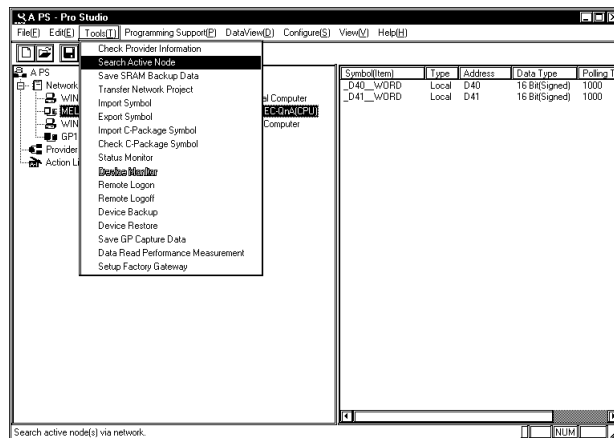 A PS - Pro Studio
File[F] Edit[E] Tools[T] Programming Support[P] DataView[D] Configure[S] View[V] Help[H]
Check Provider Information
Search Active Node
Save SRAM Backup Data
Transfer Network Project
Import Symbol
Export Symbol
Import C-Package Symbol
Check C-Package Symbol
Status Monitor
Device Monitor
Remote Logon
Remote Logoff
Device Backup
Device Restore
Save GP Capture Data
Data Read Performance Measurement
Setup Factory Gateway
A PS
Network
WIN
al Computer
MEL
EC-QnA(CPU)
WIN
Computer
GP1
Provider
Action Li
Symbol(Item) Type Address Data Type Polling T
_D40__WORD Local D40 16 Bit(Signed) 1000
_D41__WORD Local D41 16 Bit(Signed) 1000
Search active node(s) via network.
NUM